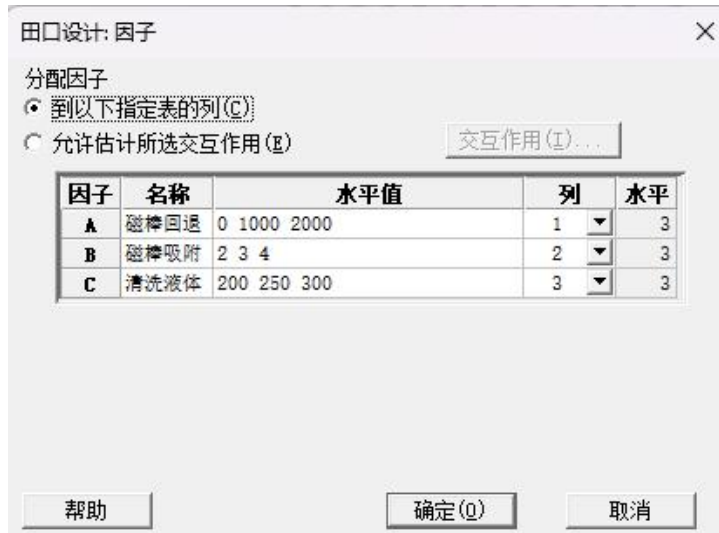 田口设计: 因子
分配因子
到以下指定表的列(C)
允许估计所选交互作用(E) 交互作用(I)...
因子 名称 水平值 列 水平
A 磁棒回退 0 1000 2000 1 3
B 磁棒吸附 2 3 4 2 3
C 清洗液体 200 250 300 3 3
帮助 确定(O) 取消